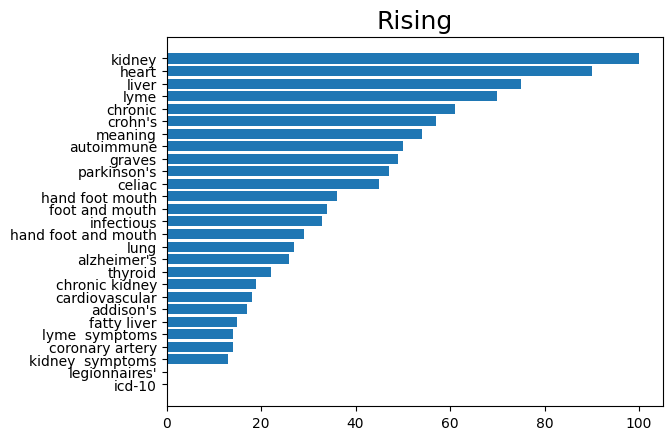 Rising
kidney
heart
liver
lyme
chronic
crohn's
meaning
autoimmune
graves
parkinson's
celiac
hand foot mouth
foot and mouth
infectious
hand foot and mouth
lung
alzheimer's
thyroid
chronic kidney
cardiovascular
addison's
fatty liver
lyme  symptoms
coronary artery
kidney  symptoms
legionnaires'
icd-10
0 20 40 60 80 100